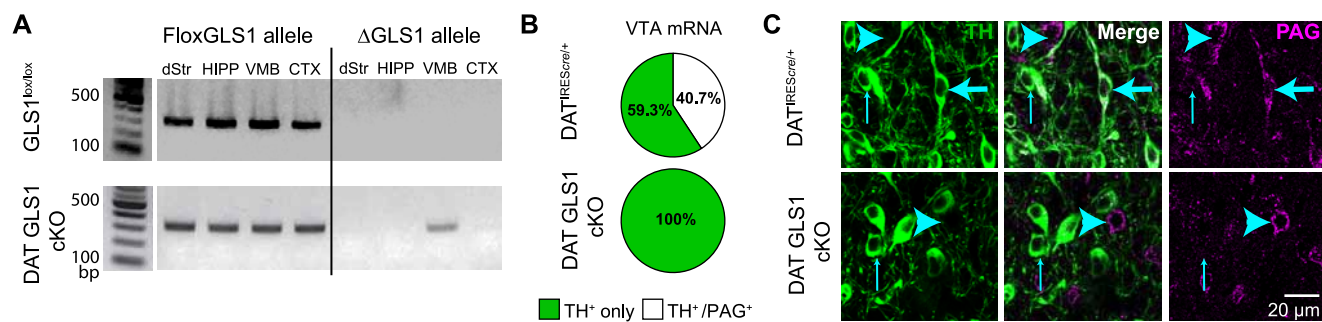 A
FloxGLS1 allele
ΔGLS1 allele
dStr HIPP VMB CTX dStr HIPP VMB CTX
GLS1lox/lox
500
100
DAT GLS1 cKO
500
100
bp
B
VTA mRNA
DATIREScre/+
59.3%
40.7%
DAT GLS1 cKO
100%
TH+ only
TH+/PAG+
C
TH
Merge
PAG
DATIREScre/+
DAT GLS1 cKO
20 μm